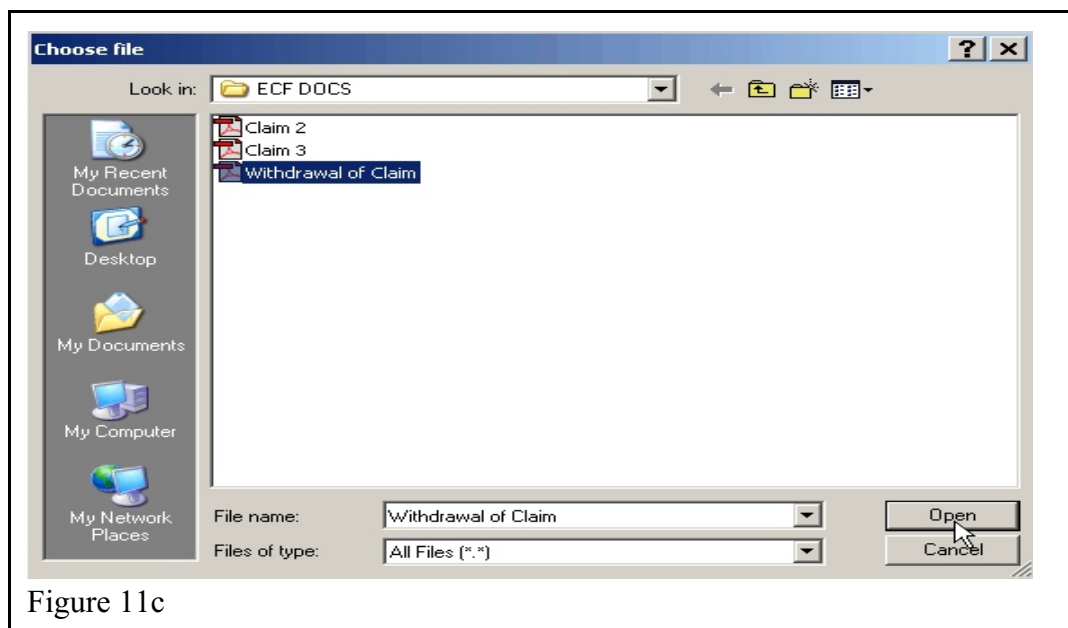 Choose file
Look in: ECF DOCS
Claim 2
Claim 3
Withdrawal of Claim
My Recent
Documents
Desktop
My Documents
My Computer
My Network
Places
File name: Withdrawal of Claim Open
Files of type: All Files (*.*) Cancel
Figure 11c